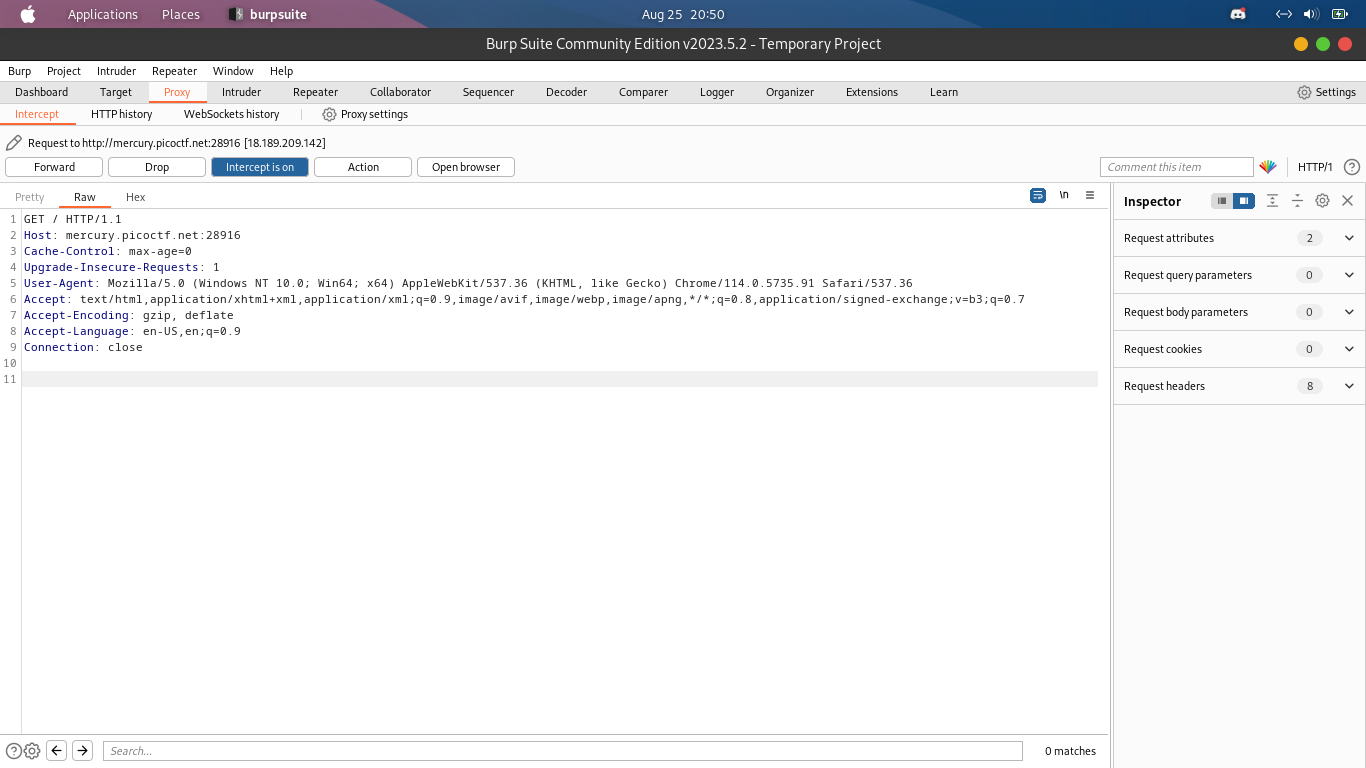 Applications Places burpsuite Aug 25 20:50
Burp Suite Community Edition v2023.5.2 - Temporary Project
Burp Project Intruder Repeater Window Help
Dashboard Target Proxy Intruder Repeater Collaborator Sequencer Decoder Comparer Logger Organizer Extensions Learn Settings
Intercept HTTP history WebSockets history Proxy settings
Request to http://mercury.picoctf.net:28916 [18.189.209.142]
Forward Drop Intercept is on Action Open browser Comment this item HTTP/1 ?
Pretty Raw Hex \n
1 GET / HTTP/1.1
2 Host: mercury.picoctf.net:28916
3 Cache-Control: max-age=0
4 Upgrade-Insecure-Requests: 1
5 User-Agent: Mozilla/5.0 (Windows NT 10.0; Win64; x64) AppleWebKit/537.36 (KHTML, like Gecko) Chrome/114.0.5735.91 Safari/537.36
6 Accept: text/html,application/xhtml+xml,application/xml;q=0.9,image/avif,image/webp,image/apng,*/*;q=0.8,application/signed-exchange;v=b3;q=0.7
7 Accept-Encoding: gzip, deflate
8 Accept-Language: en-US,en;q=0.9
9 Connection: close
10
11
Inspector
Request attributes 2
Request query parameters 0
Request body parameters 0
Request cookies 0
Request headers 8
? Search... 0 matches